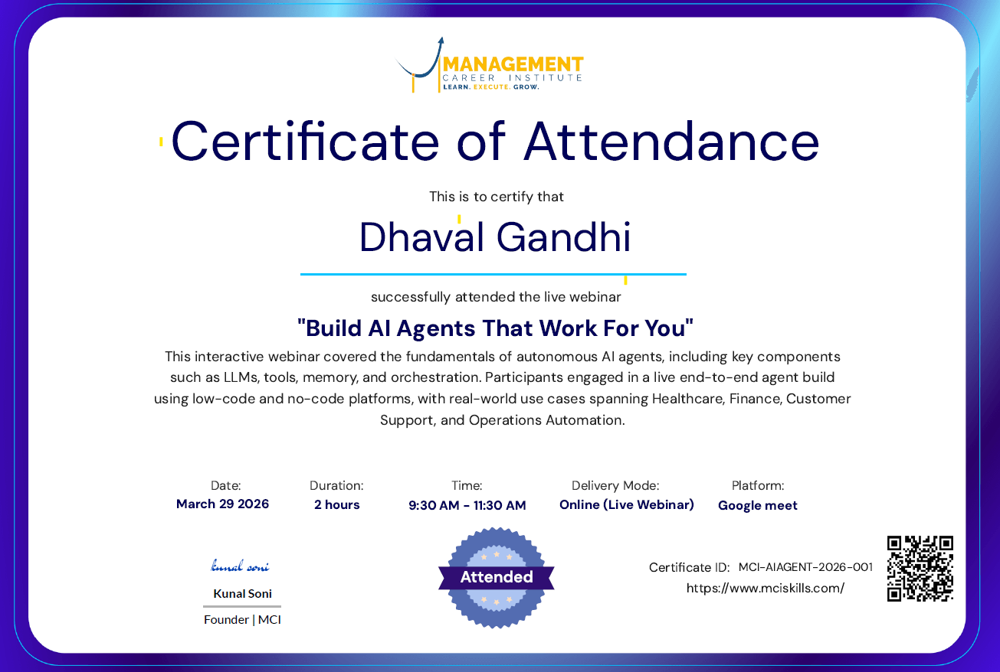 MANAGEMENT
CAREER INSTITUTE
LEARN. EXECUTE. GROW.
Certificate of Attendance
This is to certify that
Dhaval Gandhi
successfully attended the live webinar
"Build AI Agents That Work For You"
This interactive webinar covered the fundamentals of autonomous AI agents, including key components
such as LLMs, tools, memory, and orchestration. Participants engaged in a live end-to-end agent build
using low-code and no-code platforms, with real-world use cases spanning Healthcare, Finance, Customer
Support, and Operations Automation.
Date: Duration: Time: Delivery Mode: Platform:
March 29 2026 2 hours 9:30 AM - 11:30 AM Online (Live Webinar) Google meet
kunal soni
Kunal Soni
Founder | MCI
Attended
Certificate ID: MCI-AIAGENT-2026-001
https://www.mciskills.com/